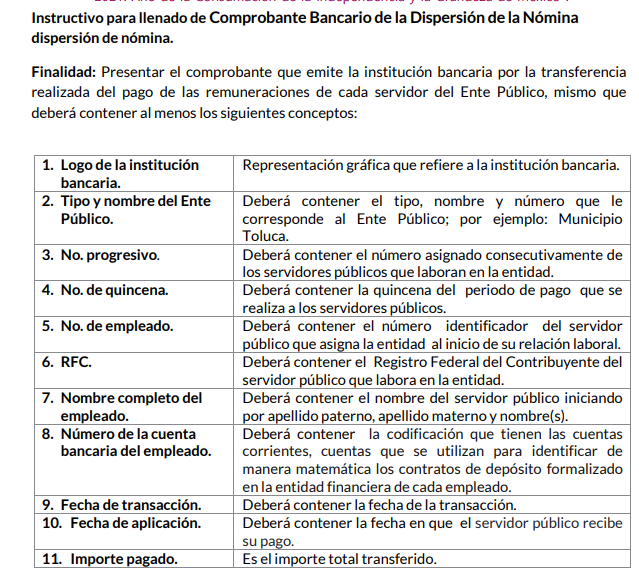 2021. Año de la Consumación de la Independencia y la Grandeza de México".
Instructivo para llenado de Comprobante Bancario de la Dispersión de la Nómina
dispersión de nómina.
Finalidad: Presentar el comprobante que emite la institución bancaria por la transferencia
realizada del pago de las remuneraciones de cada servidor del Ente Público, mismo que
deberá contener al menos los siguientes conceptos:
1. Logo de la institución
bancaria.
Representación gráfica que refiere a la institución bancaria.
2. Tipo y nombre del Ente
Público.
Deberá contener el tipo, nombre y número que le
corresponde al Ente Público; por ejemplo: Municipio
Toluca.
3. No. progresivo.
Deberá contener el número asignado consecutivamente de
los servidores públicos que laboran en la entidad.
4. No. de quincena.
Deberá contener la quincena del periodo de pago que se
realiza a los servidores públicos.
5. No. de empleado.
Deberá contener el número identificador del servidor
público que asigna la entidad al inicio de su relación laboral.
6. RFC.
Deberá contener el Registro Federal del Contribuyente del
servidor público que labora en la entidad.
7. Nombre completo del
empleado.
Deberá contener el nombre del servidor público iniciando
por apellido paterno, apellido materno y nombre(s).
8. Número de la cuenta
bancaria del empleado.
Deberá contener la codificación que tienen las cuentas
corrientes, cuentas que se utilizan para identificar de
manera matemática los contratos de depósito formalizado
en la entidad financiera de cada empleado.
9. Fecha de transacción.
Deberá contener la fecha de la transacción.
10. Fecha de aplicación.
Deberá contener la fecha en que el servidor público recibe
su pago.
11. Importe pagado.
Es el importe total transferido.